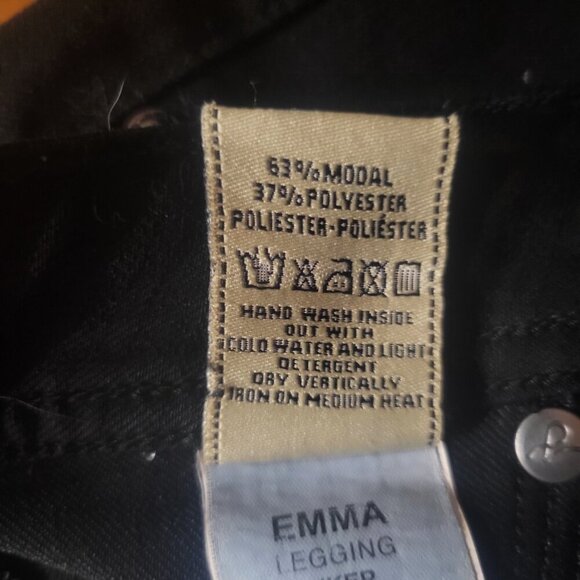 63% MODAL
37% POLYESTER
POLIESTER-POLIÉSTER
HAND WASH INSIDE
OUT WITH
COLD WATER AND LIGHT
DETERGENT
DRY VERTICALLY
IRON ON MEDIUM HEAT
EMMA
LEGGING